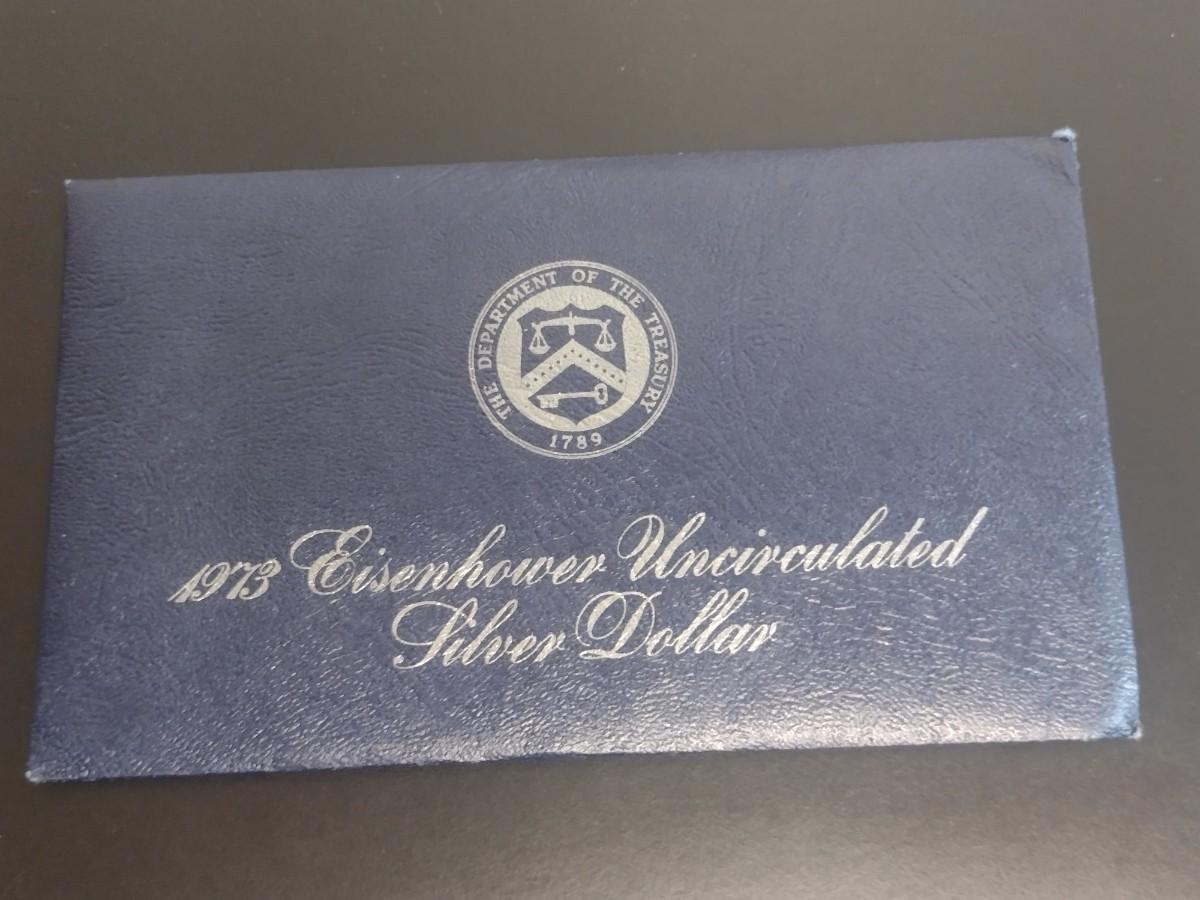 THE DEPARTMENT OF THE TREASURY
1789
1973 Eisenhower Uncirculated
Silver Dollar